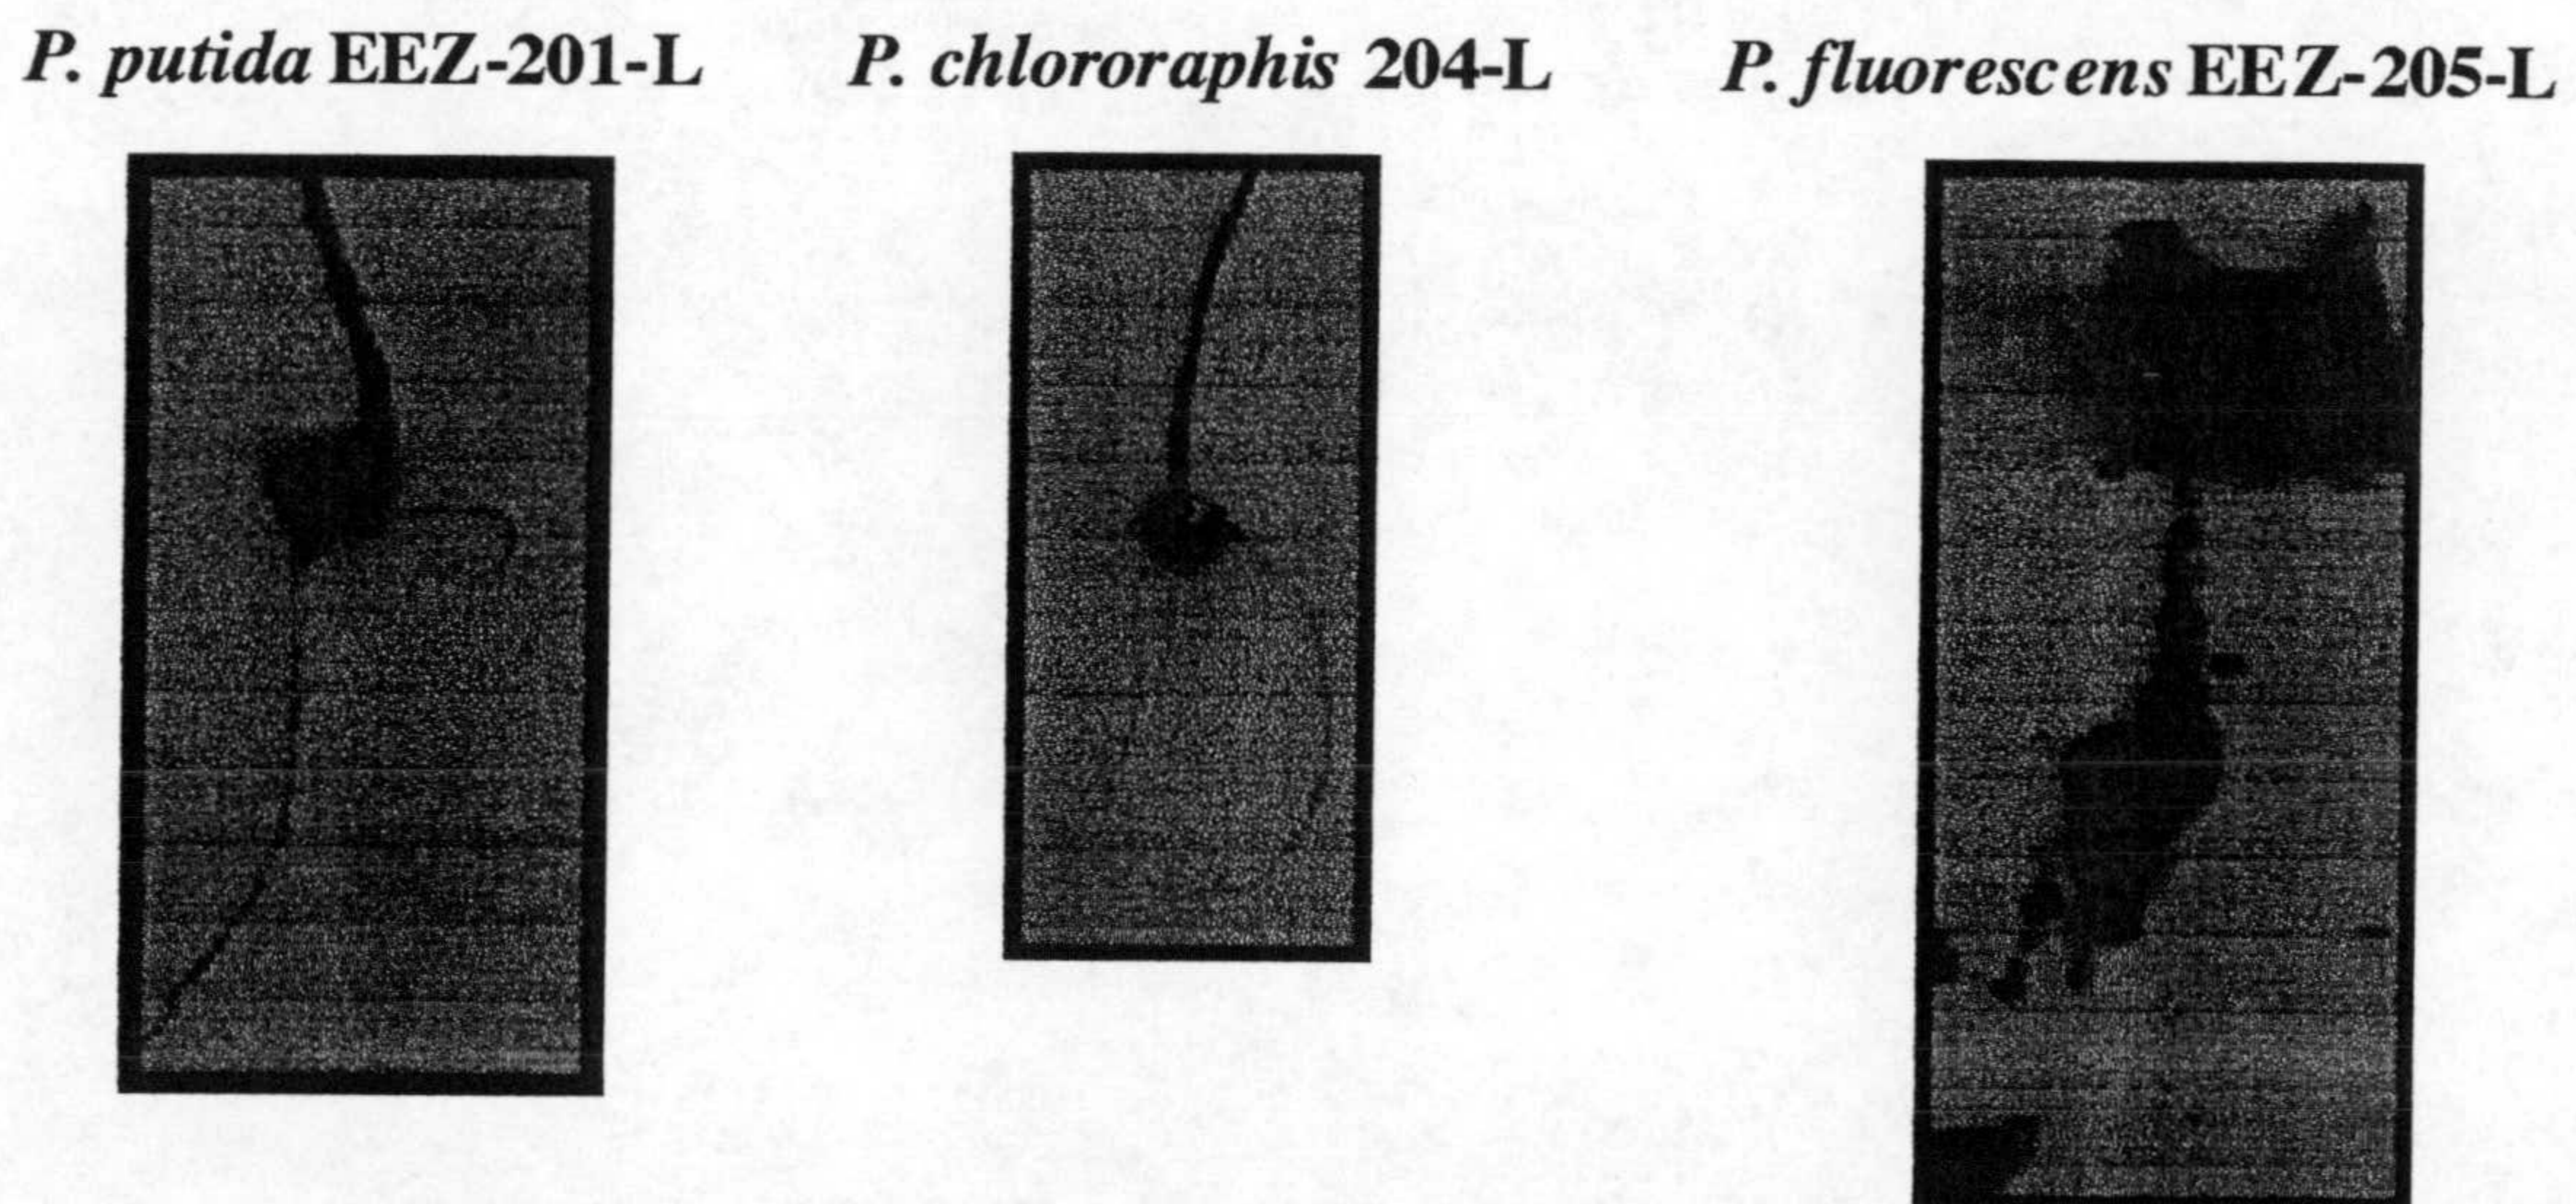 P. putida EEZ-201-L P. chlororaphis 204-L P. fluorescens EEZ-205-L